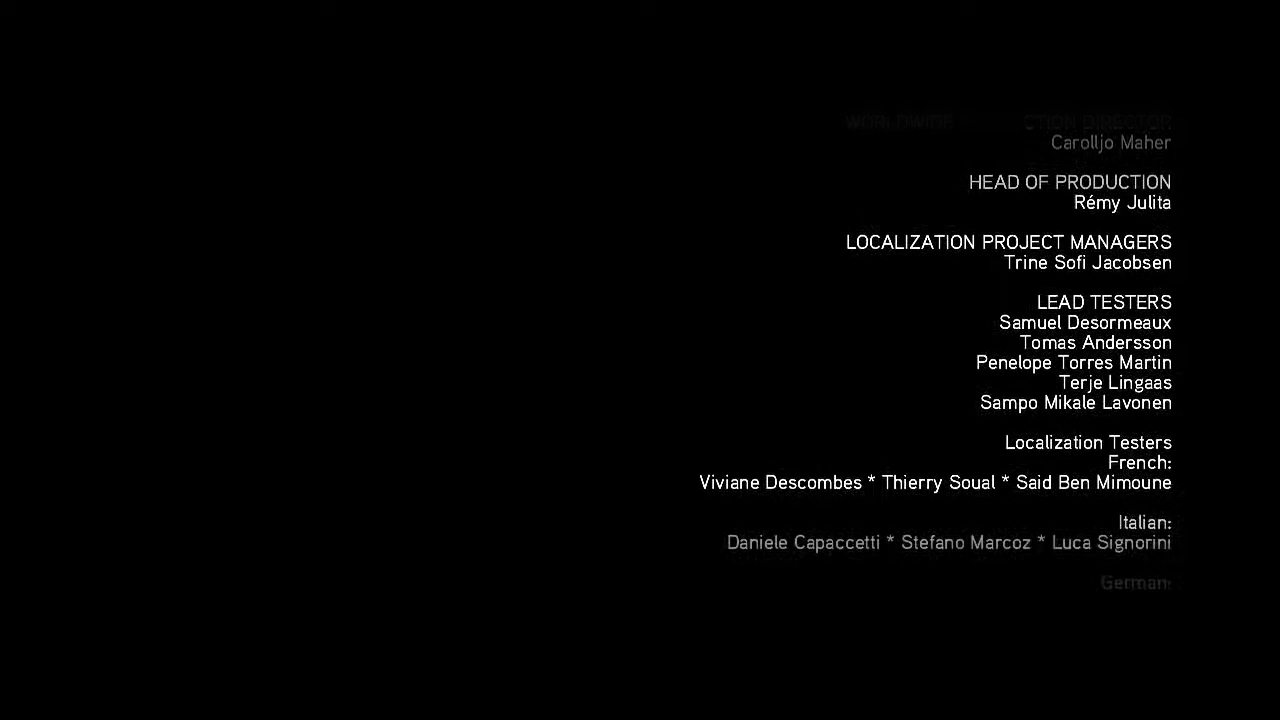 WORLDWIDE DIRECTOR
Carolljo Maher
HEAD OF PRODUCTION
Rémy Julita
LOCALIZATION PROJECT MANAGERS
Trine Sofi Jacobsen
LEAD TESTERS
Samuel Desormeaux
Tomas Andersson
Penelope Torres Martin
Terje Lingaas
Sampo Mikale Lavonen
Localization Testers
French:
Viviane Descombes * Thierry Soual * Said Ben Mimoune
Italian:
Daniele Capaccetti * Stefano Marcoz * Luca Signorini
German: